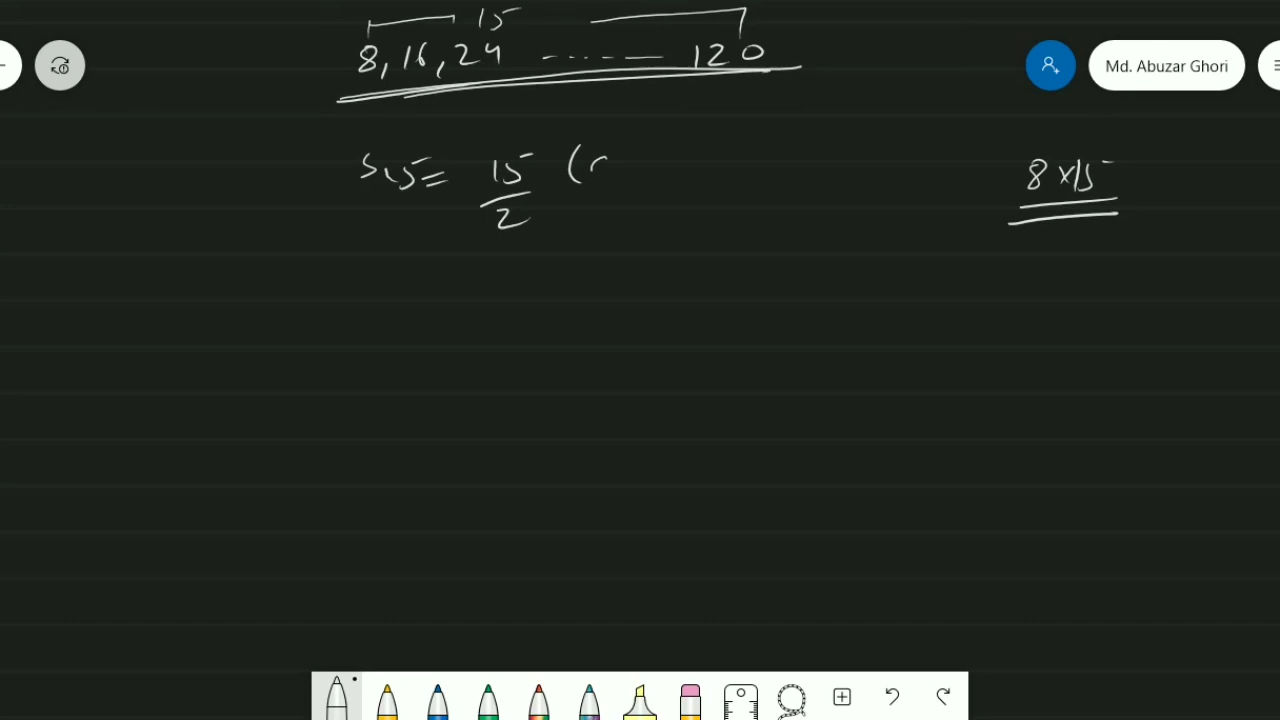 15
8, 16, 24 ------ 120
Md. Abuzar Ghori
S15 = 15/2 (
8 x 15